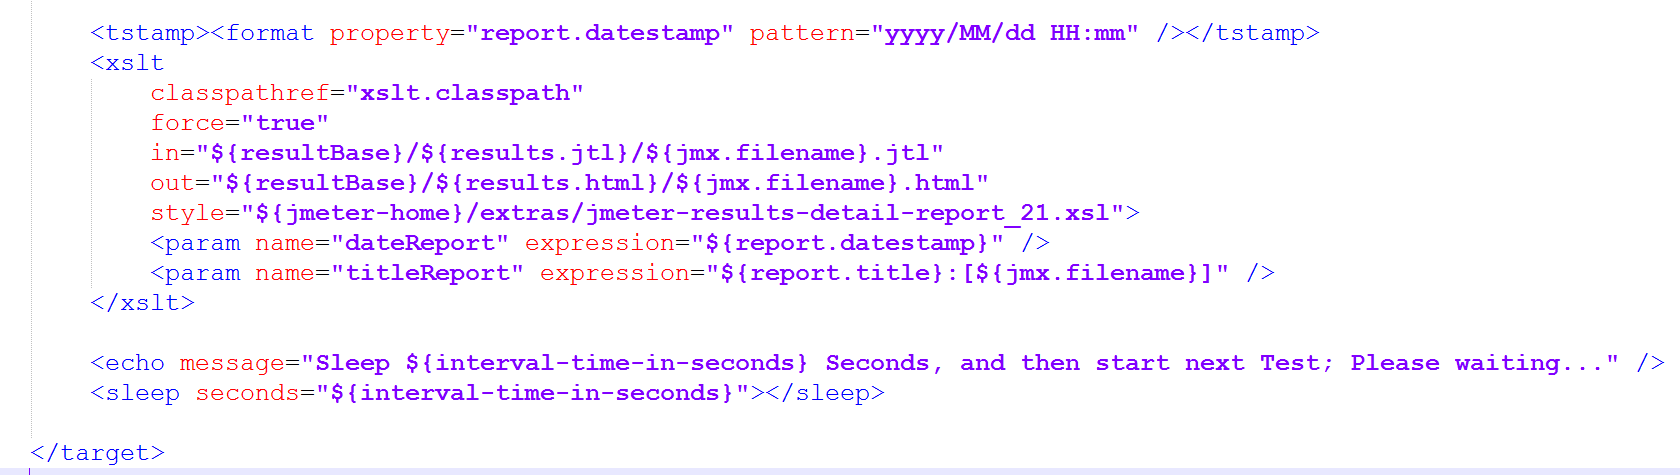 <tstamp><format property="report.datestamp" pattern="yyyy/MM/dd HH:mm" /></tstamp>
<xslt
classpathref="xslt.classpath"
force="true"
in="${resultBase}/${results.jtl}/${jmx.filename}.jtl"
out="${resultBase}/${results.html}/${jmx.filename}.html"
style="${jmeter-home}/extras/jmeter-results-detail-report_21.xsl">
<param name="dateReport" expression="${report.datestamp}" />
<param name="titleReport" expression="${report.title}:[${jmx.filename}]" />
</xslt>
<echo message="Sleep ${interval-time-in-seconds} Seconds, and then start next Test; Please waiting..." />
<sleep seconds="${interval-time-in-seconds}"></sleep>
</target>